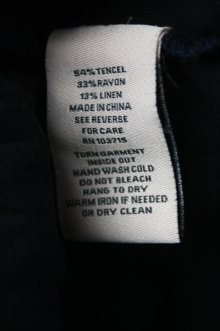 54% TENCEL
33% RAYON
13% LINEN
MADE IN CHINA
SEE REVERSE
FOR CARE
RN 103715
TURN GARMENT
INSIDE OUT
HAND WASH COLD
DO NOT BLEACH
HANG TO DRY
WARM IRON IF NEEDED
OR DRY CLEAN